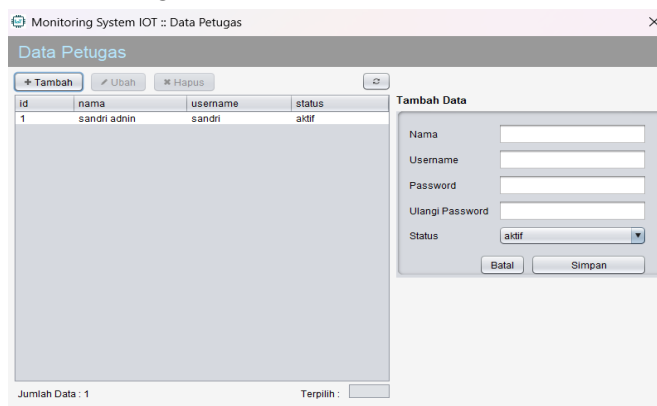 Monitoring System IOT :: Data Petugas
Data Petugas
+ Tambah Ubah Hapus
id nama username status
1 sandri adnin sandri aktif
Jumlah Data : 1 Terpilih :
Tambah Data
Nama
Username
Password
Ulangi Password
Status aktif
Batal Simpan